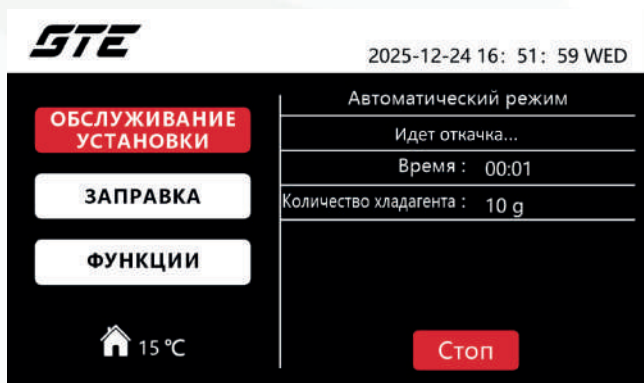 GTE
2025-12-24 16: 51: 59 WED
ОБСЛУЖИВАНИЕ
УСТАНОВКИ
ЗАПРАВКА
ФУНКЦИИ
15 ℃
Автоматический режим
Идет откачка...
Время : 00:01
Количество хладагента : 10 g
Стоп